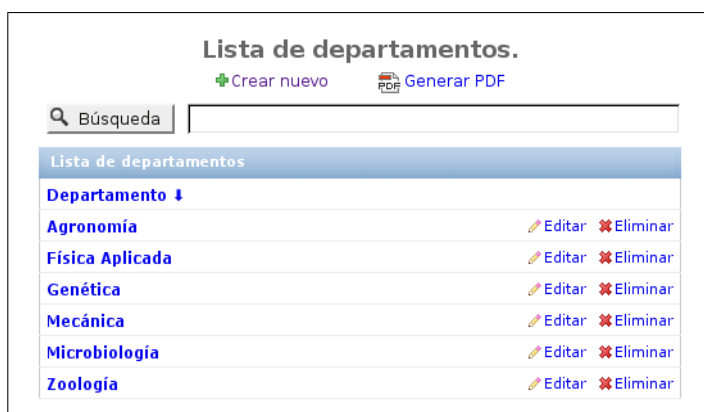 Lista de departamentos.
Crear nuevo PDF Generar PDF
Búsqueda
Lista de departamentos
Departamento ⬇
Agronomía Editar Eliminar
Física Aplicada Editar Eliminar
Genética Editar Eliminar
Mecánica Editar Eliminar
Microbiología Editar Eliminar
Zoología Editar Eliminar